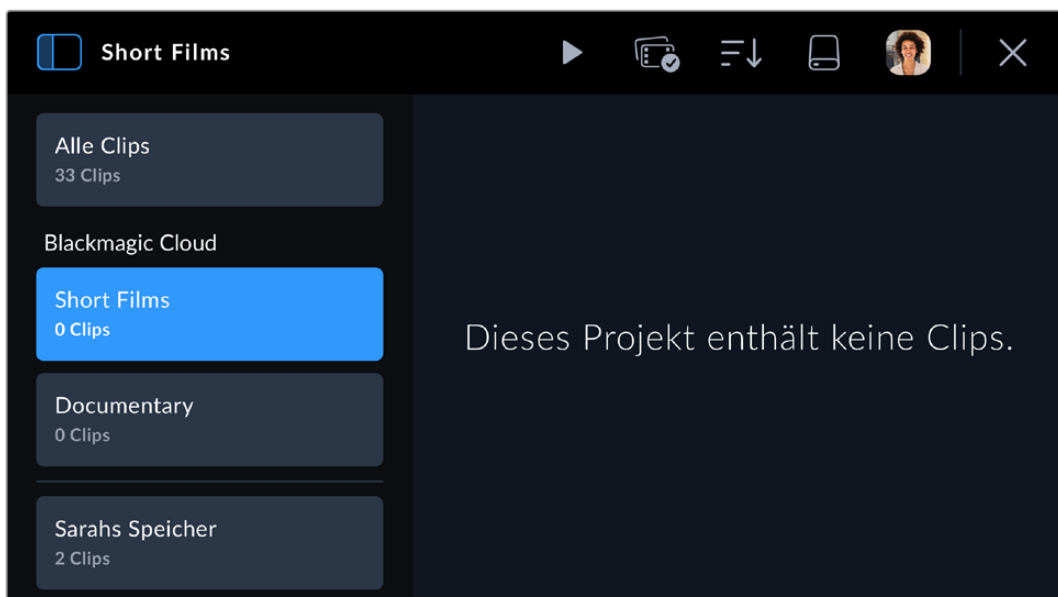 Short Films
Alle Clips
33 Clips
Blackmagic Cloud
Short Films
0 Clips
Documentary
0 Clips
Sarahs Speicher
2 Clips
Dieses Projekt enthält keine Clips.